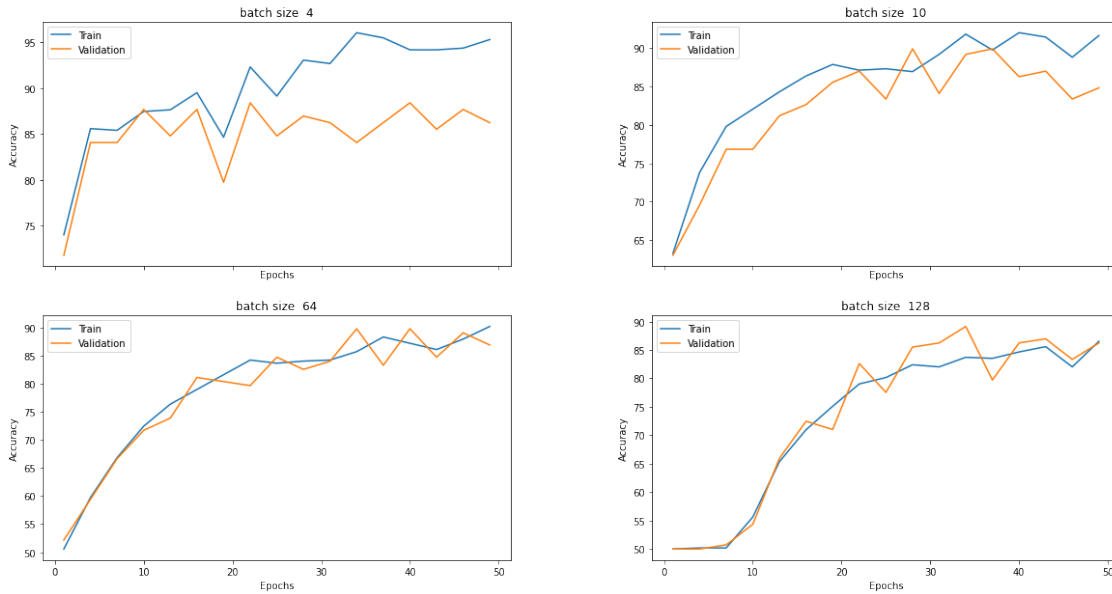 batch size 4
Train
Validation
95
90
85
80
75
Accuracy
Epochs
batch size 10
Train
Validation
90
85
80
75
70
65
Accuracy
Epochs
batch size 64
Train
Validation
90
85
80
75
70
65
60
55
50
Accuracy
0 10 20 30 40 50
Epochs
batch size 128
Train
Validation
90
85
80
75
70
65
60
55
50
Accuracy
0 10 20 30 40 50
Epochs